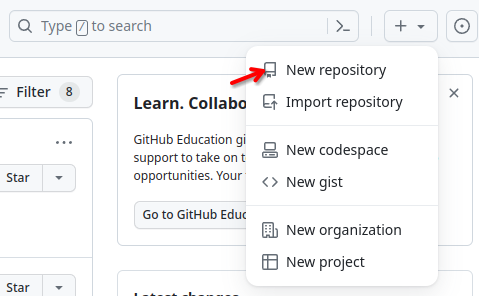 Type / to search
Filter 8
New repository
Import repository
New codespace
New gist
New organization
New project
Learn. Collabo
GitHub Education gi
support to take on t
opportunities. Your
Go to GitHub Educ
Star
Star
Latest changes